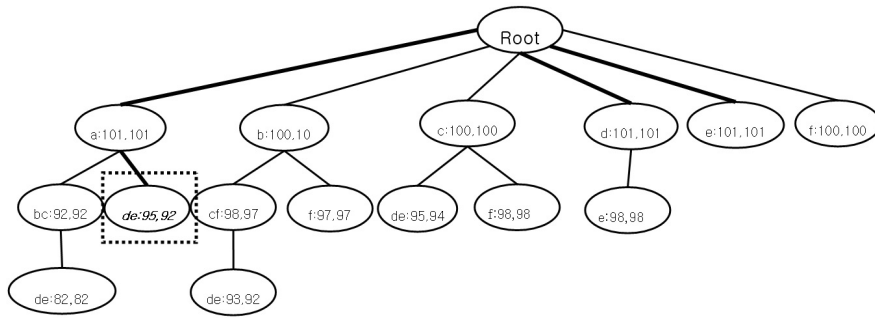 Root
a:101,101
b:100,10
c:100,100
d:101,101
e:101,101
f:100,100
bc:92,92
de:95,92
cf:98,97
f:97,97
de:95,94
f:98,98
e:98,98
de:82,82
de:93,92